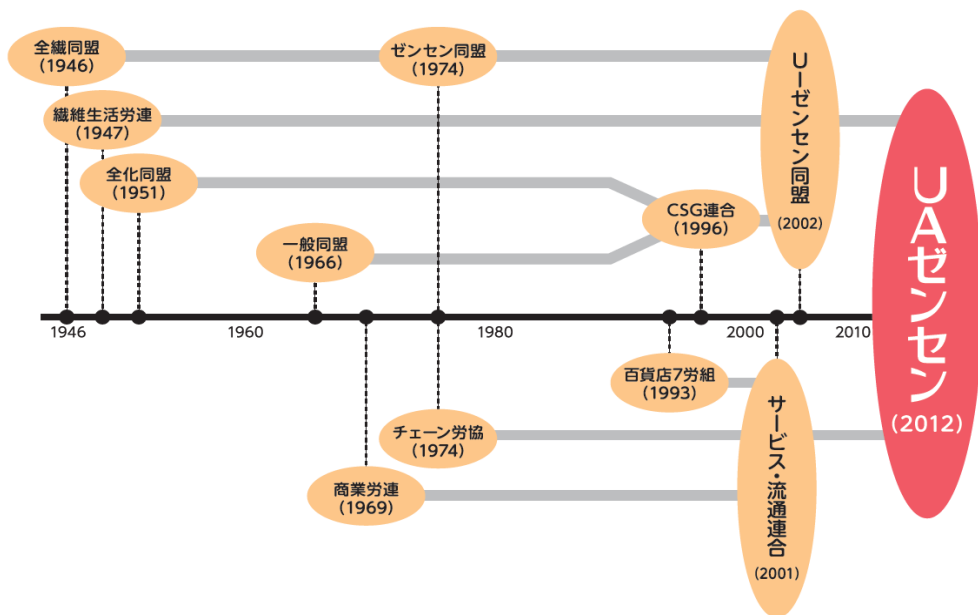 全繊同盟
(1946)
ゼンセン同盟
(1974)
UーゼンセンŒ同盟
(2002)
繊維生活労連
(1947)
全化同盟
(1951)
CSG連合
(1996)
一般同盟
(1966)
UAゼンセン
(2012)
1946
1960
1980
2000
2010
百貨店7労組
(1993)
チェーン労協
(1974)
商業労連
(1969)
サービス・流通連合
(2001)